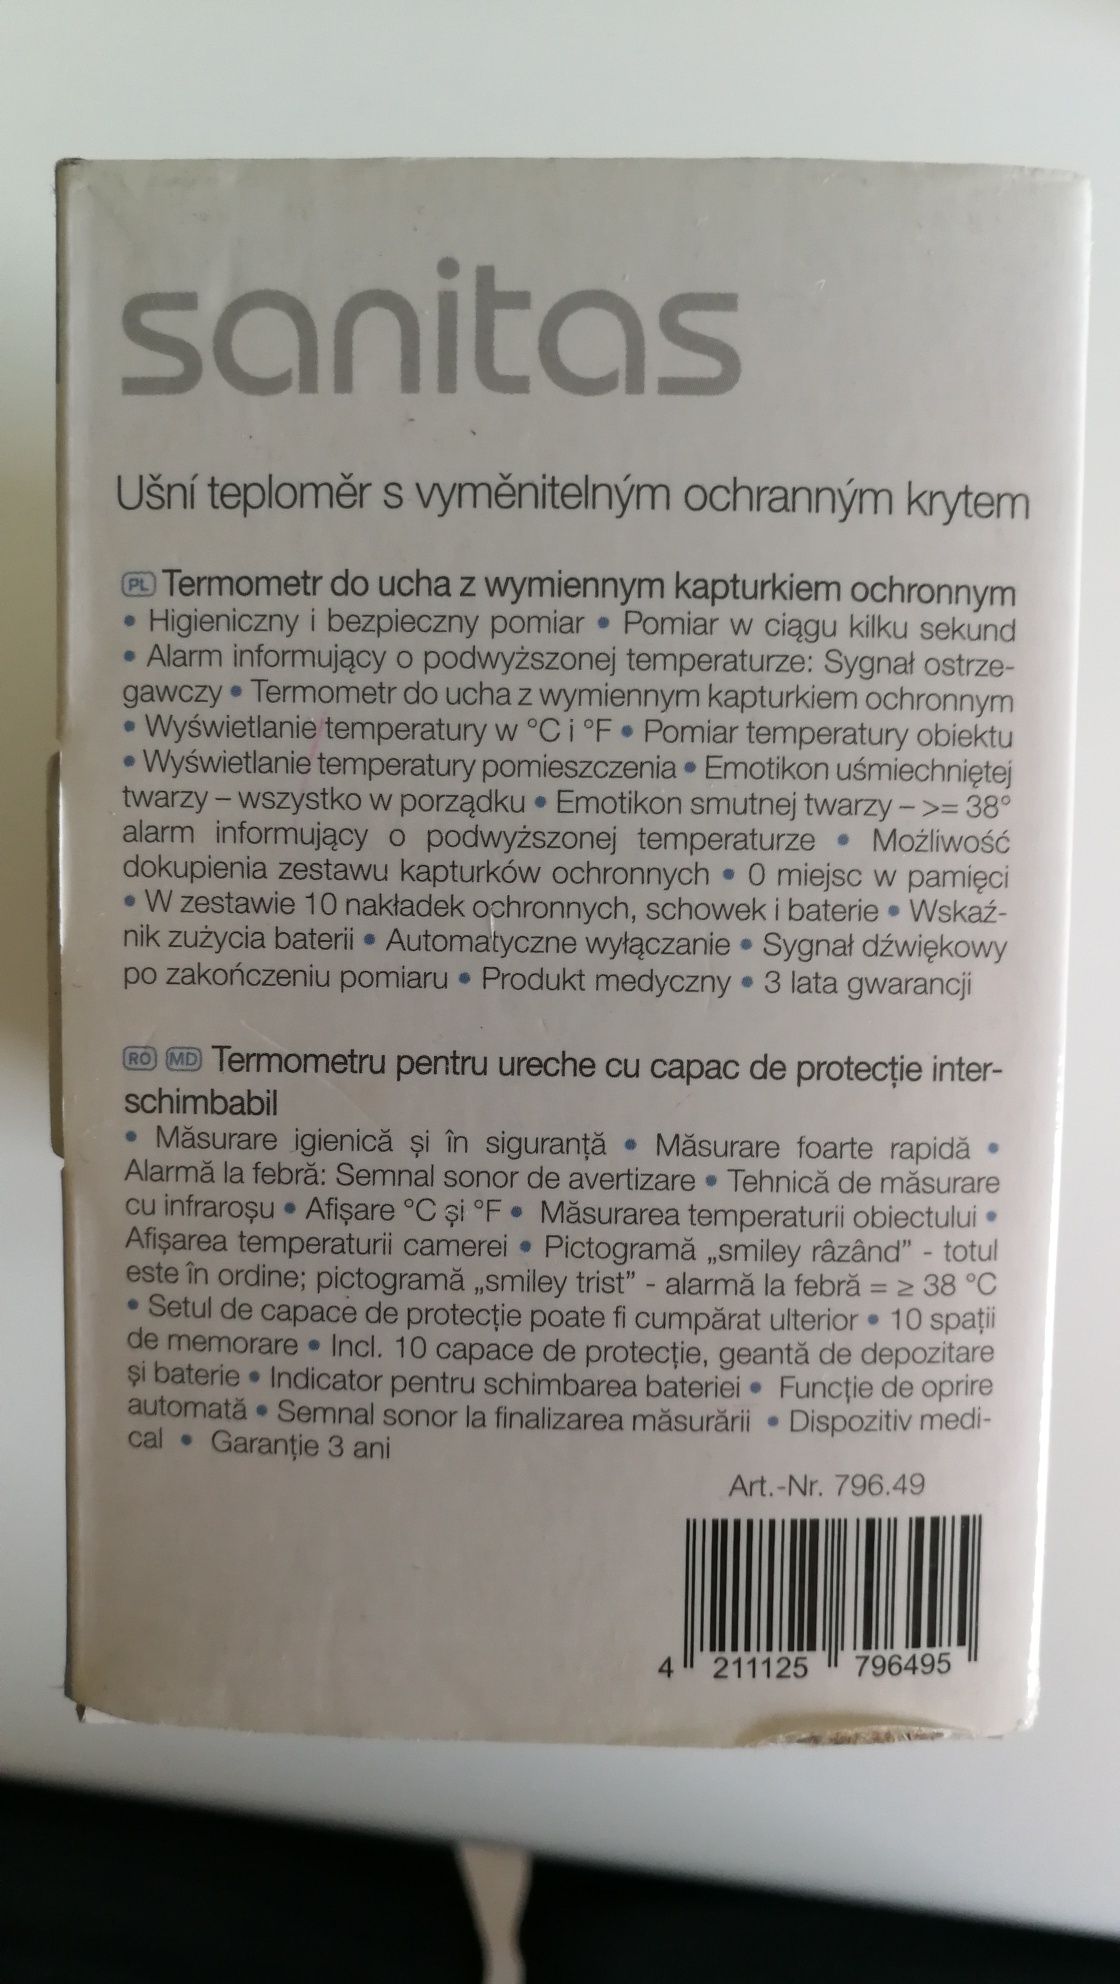 sanitas
Ušní teploměr s vyměnitelným ochranným krytem
PL Termometr do ucha z wymiennym kapturkiem ochronnym
• Higieniczny i bezpieczny pomiar • Pomiar w ciągu kilku sekund
• Alarm informujący o podwyższonej temperaturze: Sygnał ostrze-
gawczy • Termometr do ucha z wymiennym kapturkiem ochronnym
• Wyświetlanie temperatury w °C i °F • Pomiar temperatury obiektu
• Wyświetlanie temperatury pomieszczenia • Emotikon uśmiechniętej
twarzy – wszystko w porządku • Emotikon smutnej twarzy – >= 38°
alarm informujący o podwyższonej temperaturze • Możliwość
dokupienia zestawu kapturków ochronnych • 0 miejsc w pamięci
• W zestawie 10 nakładek ochronnych, schowek i baterie • Wskaź-
nik zużycia baterii • Automatyczne wyłączanie • Sygnał dźwiękowy
po zakończeniu pomiaru • Produkt medyczny • 3 lata gwarancji
RO MD Termometru pentru ureche cu capac de protecție inter-
schimbabil
• Măsurare igienică și în siguranță • Măsurare foarte rapidă •
Alarmă la febră: Semnal sonor de avertizare • Tehnică de măsurare
cu infraroșu • Afișare °C și °F • Măsurarea temperaturii obiectului •
Afișarea temperaturii camerei • Pictogramă „smiley râzând” - totul
este în ordine; pictogramă „smiley trist” - alarmă la febră = ≥ 38 °C
• Setul de capace de protecție poate fi cumpărat ulterior • 10 spații
de memorare • Incl. 10 capace de protecție, geantă de depozitare
și baterie • Indicator pentru schimbarea bateriei • Funcție de oprire
automată • Semnal sonor la finalizarea măsurării • Dispozitiv medi-
cal • Garanție 3 ani
Art.-Nr. 796.49
4 211125 796495